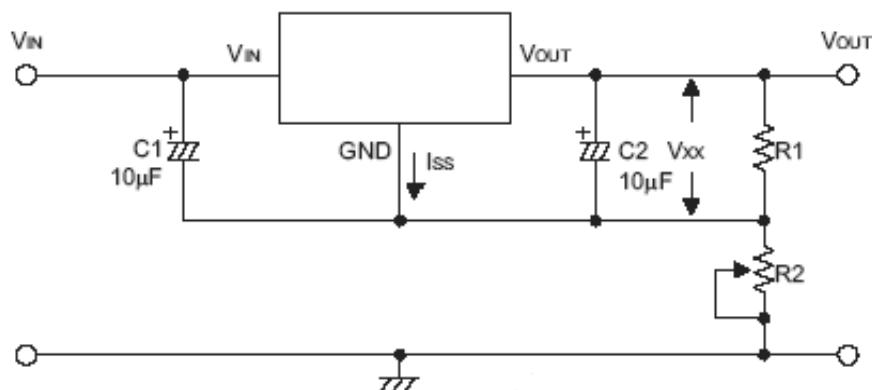 VIN
VIN
VOUT
VOUT
+
C1
10μF
GND
ISS
+
C2
10μF
VXX
R1
R2